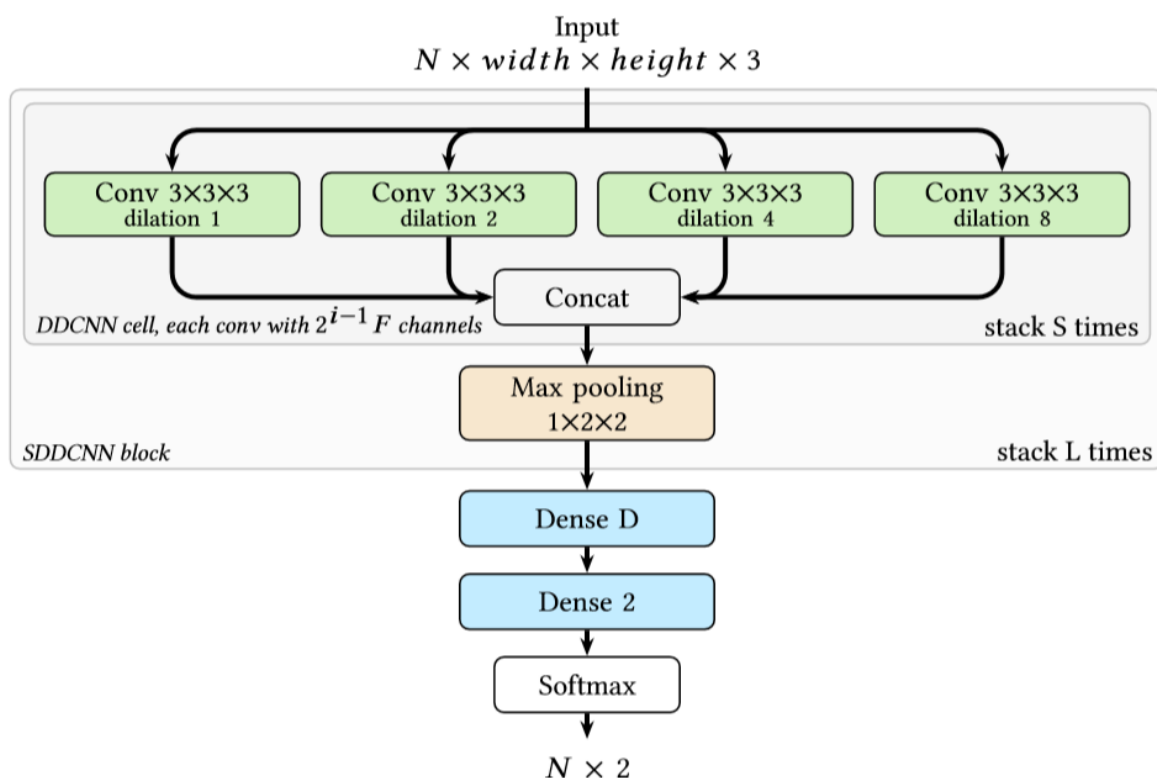 Input
N × width × height × 3
Conv 3×3×3
dilation 1
Conv 3×3×3
dilation 2
Conv 3×3×3
dilation 4
Conv 3×3×3
dilation 8
Concat
DDCNN cell, each conv with 2^{i−1} F channels
stack S times
Max pooling
1×2×2
SDDCNN block
stack L times
Dense D
Dense 2
Softmax
N × 2